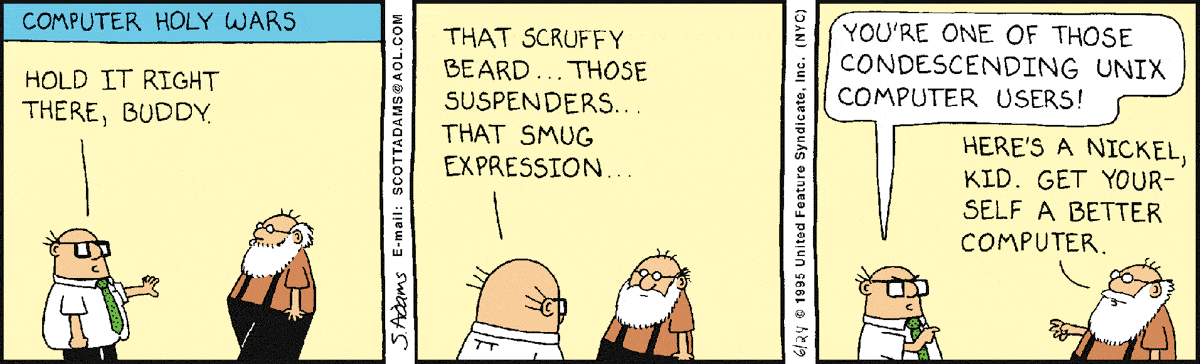 COMPUTER HOLY WARS
HOLD IT RIGHT
THERE, BUDDY.
S. Adams
E-mail: SCOTTADAMS@AOL.COM
THAT SCRUFFY
BEARD... THOSE
SUSPENDERS...
THAT SMUG
EXPRESSION...
6/24 © 1995 United Feature Syndicate, Inc. (NYC)
YOU'RE ONE OF THOSE
CONDESCENDING UNIX
COMPUTER USERS!
HERE'S A NICKEL,
KID. GET YOUR-
SELF A BETTER
COMPUTER.